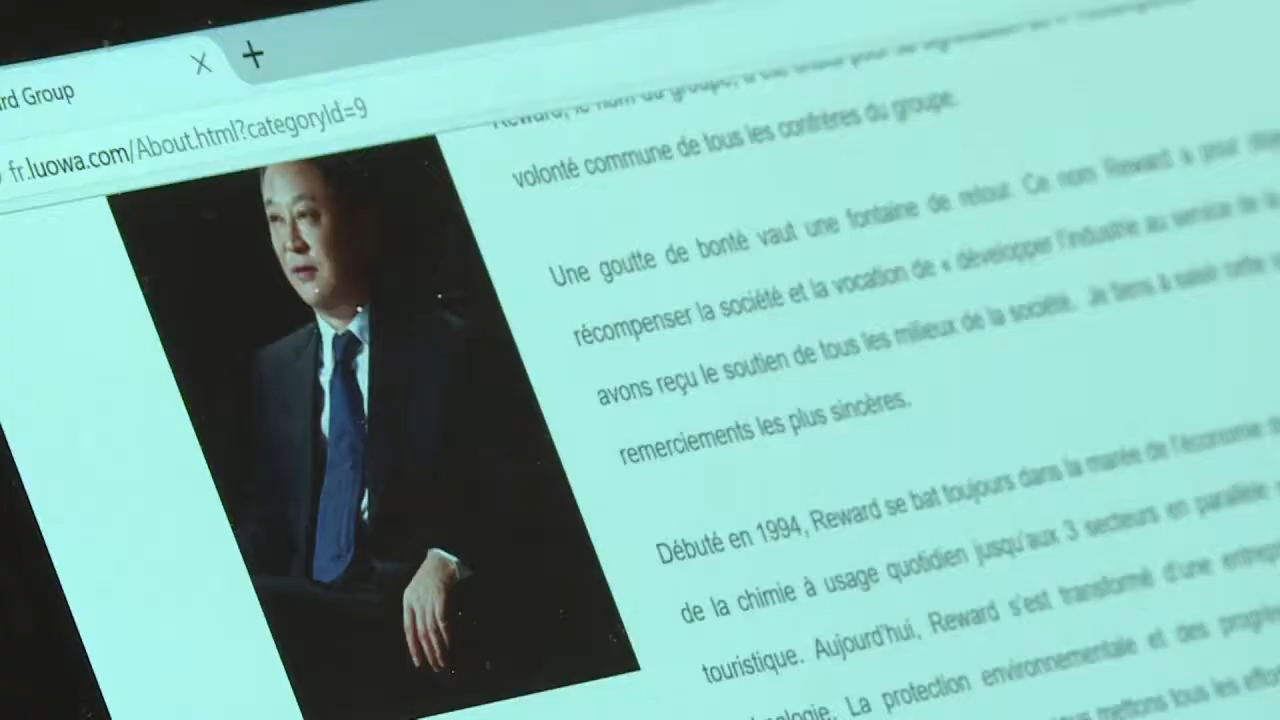 rd Group
fr.luowa.com/About.html?categoryId=9
Reward, le nom du groupe, a été
volonté commune de tous les confrères du groupe.
Une goutte de bonté vaut une fontaine de retour. Ce nom Reward a pour
récompenser la société et la vocation de « développer l'industrie au service de la
avons reçu le soutien de tous les milieux de la société. Je tiens à saisir cette
remerciements les plus sincères.
Débuté en 1994, Reward se bat toujours dans la marée de l'économie
de la chimie à usage quotidien jusqu'aux 3 secteurs en parallèle
touristique. Aujourd'hui, Reward s'est transformé d'une
La protection environnementale et des
mettons tous les